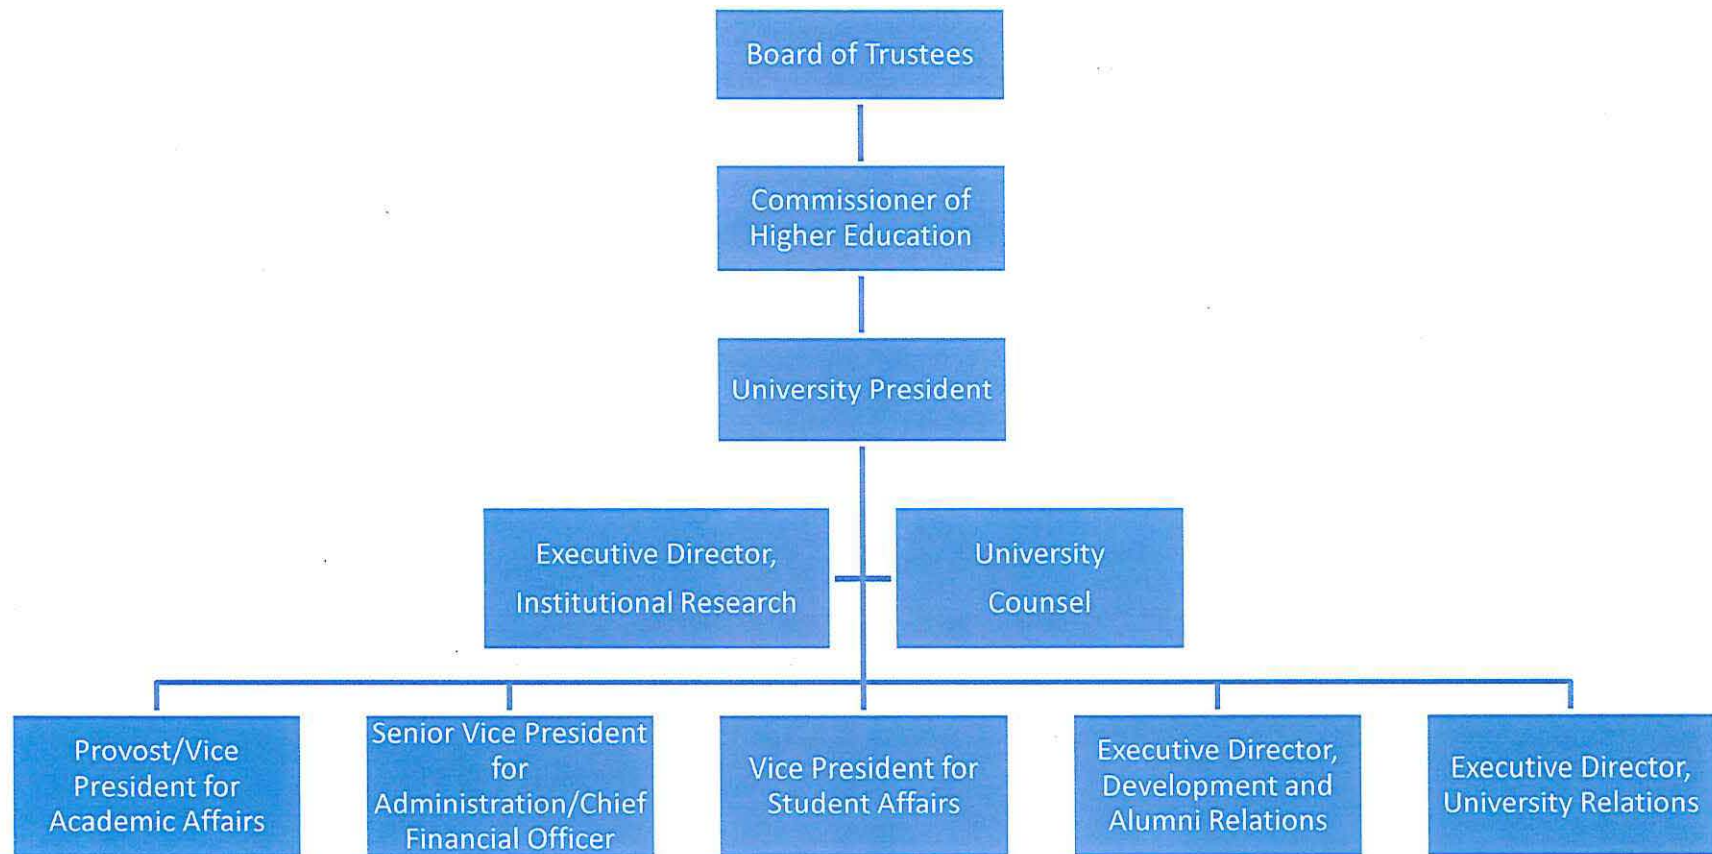 Board of Trustees
Commissioner of
Higher Education
University President
Executive Director,
Institutional Research
University
Counsel
Provost/Vice
President for
Academic Affairs
Senior Vice President
for
Administration/Chief
Financial Officer
Vice President for
Student Affairs
Executive Director,
Development and
Alumni Relations
Executive Director,
University Relations